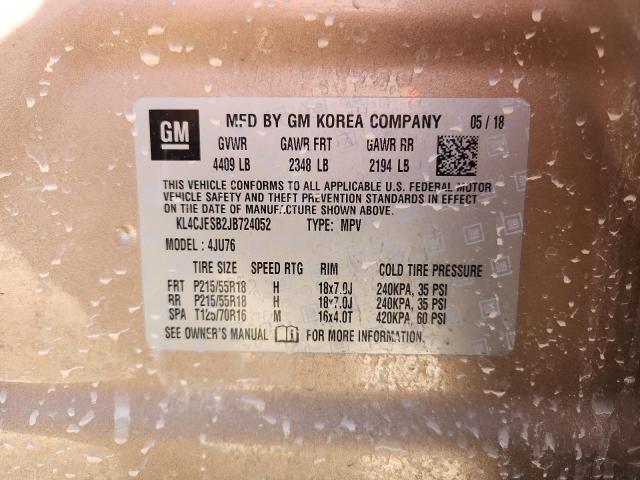 GM MFD BY GM KOREA COMPANY 05 / 18
GVWR GAWR FRT GAWR RR
4409 LB 2348 LB 2194 LB
THIS VEHICLE CONFORMS TO ALL APPLICABLE U.S. FEDERAL MOTOR
VEHICLE SAFETY AND THEFT PREVENTION STANDARDS IN EFFECT
ON THE DATE OF MANUFACTURE SHOWN ABOVE.
KL4CJESB2JB724052 TYPE: MPV
MODEL : 4JU76
TIRE SIZE SPEED RTG RIM COLD TIRE PRESSURE
FRT P215/55R18 H 18x7.0J 240KPA, 35 PSI
RR P215/55R18 H 18x7.0J 240KPA, 35 PSI
SPA T125/70R16 M 16x4.0T 420KPA, 60 PSI
SEE OWNER'S MANUAL FOR MORE INFORMATION.